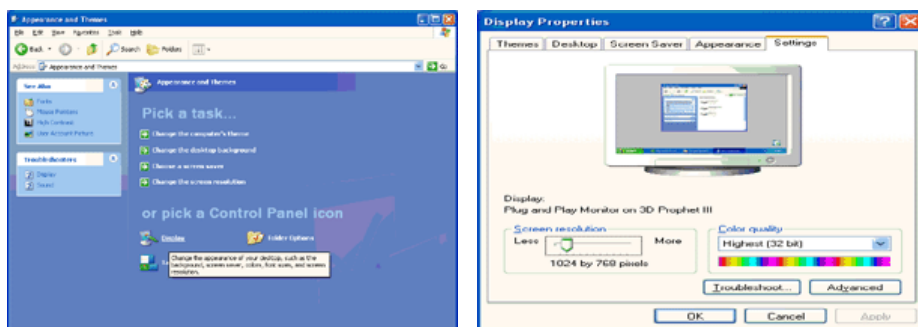 Appearance and Themes
File Edit View Favorites Tools Help
Back Search Folders
Address Appearance and Themes Go
See Also
Fonts
Mouse Pointers
High Contrast
User Account Picture
Troubleshooters
Display
Sound
Appearance and Themes
Pick a task...
Change the computer's theme
Change the desktop background
Choose a screen saver
Change the screen resolution
or pick a Control Panel icon
Display Folder Options
Change the appearance of your desktop, such as the
background, screen saver, colors, font sizes, and screen
resolution.
Display Properties
Themes Desktop Screen Saver Appearance Settings
Display:
Plug and Play Monitor on 3D Prophet III
Screen resolution
Less More
1024 by 768 pixels
Color quality
Highest (32 bit)
Troubleshoot... Advanced
OK Cancel Apply